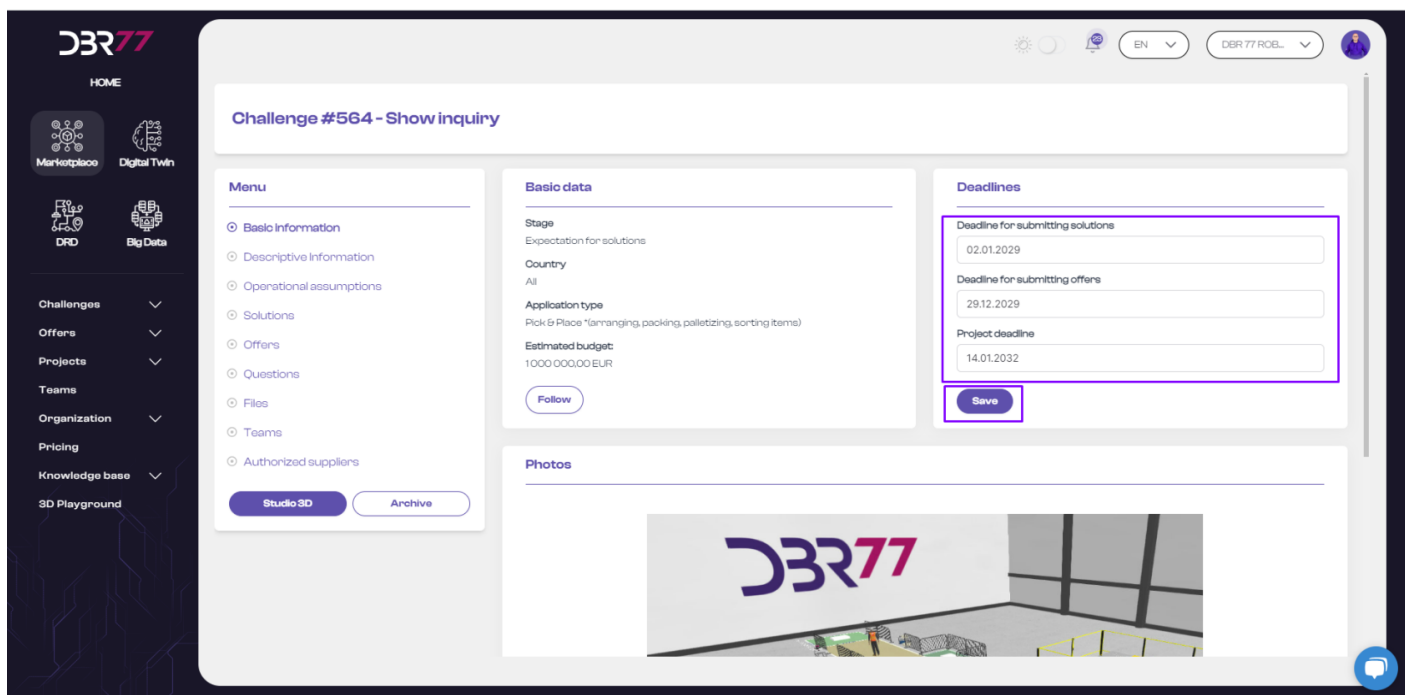 DBR77
HOME
Marketplace
Digital Twin
DRD
Big Data
Challenges
Offers
Projects
Teams
Organization
Pricing
Knowledge base
3D Playground
25
EN
DBR 77 ROB...
Challenge #564 - Show inquiry
Menu
Basic information
Descriptive Information
Operational assumptions
Solutions
Offers
Questions
Files
Teams
Authorized suppliers
Studio 3D
Archive
Basic data
Stage
Expectation for solutions
Country
All
Application type
Pick & Place *(arranging, packing, palletizing, sorting items)
Estimated budget:
1 000 000,00 EUR
Follow
Deadlines
Deadline for submitting solutions
02.01.2029
Deadline for submitting offers
29.12.2029
Project deadline
14.01.2032
Save
Photos
DBR77